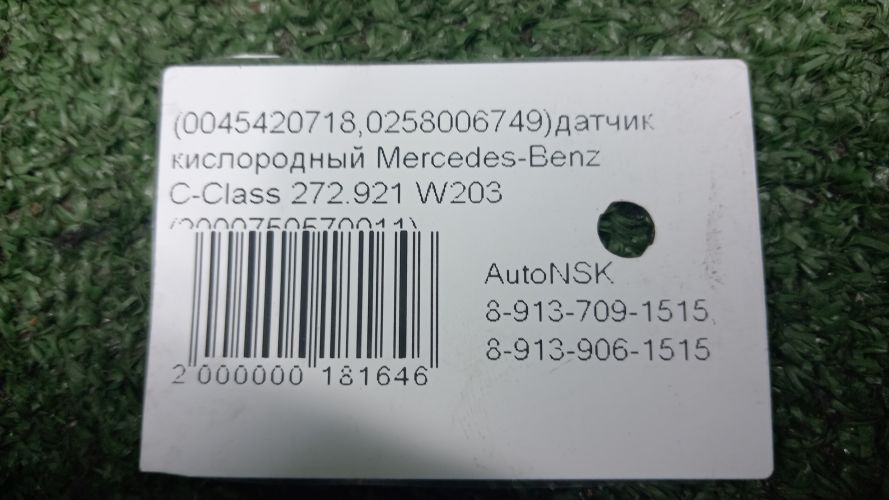 (0045420718,0258006749)датчик
кислородный Mercedes-Benz
C-Class 272.921 W203
AutoNSK
8-913-709-1515
8-913-906-1515
2 000000 181646